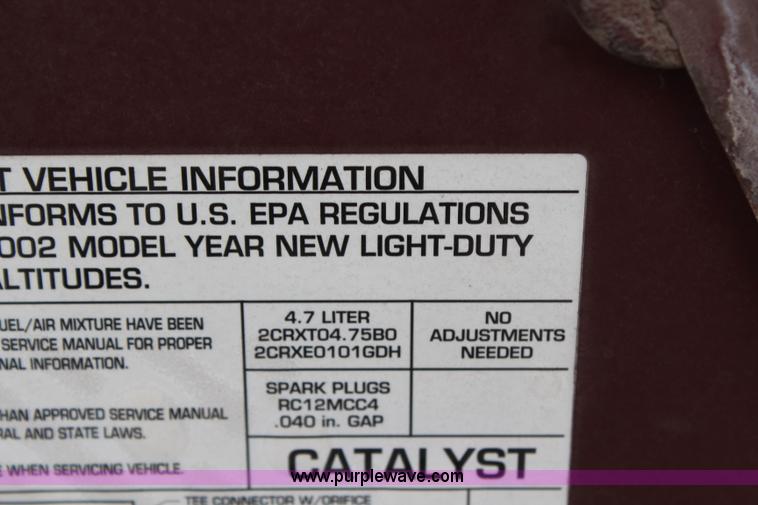 T VEHICLE INFORMATION
NFORMS TO U.S. EPA REGULATIONS
002 MODEL YEAR NEW LIGHT-DUTY
ALTITUDES.
UEL/AIR MIXTURE HAVE BEEN
SERVICE MANUAL FOR PROPER
NAL INFORMATION.
HAN APPROVED SERVICE MANUAL
RAL AND STATE LAWS.
E WHEN SERVICING VEHICLE.
4.7 LITER
2CRXT04.75B0
2CRXE0101GDH
NO
ADJUSTMENTS
NEEDED
SPARK PLUGS
RC12MCC4
.040 in. GAP
CATALYST
www.purplewave.com
TEE CONNECTOR W/ORIFICE